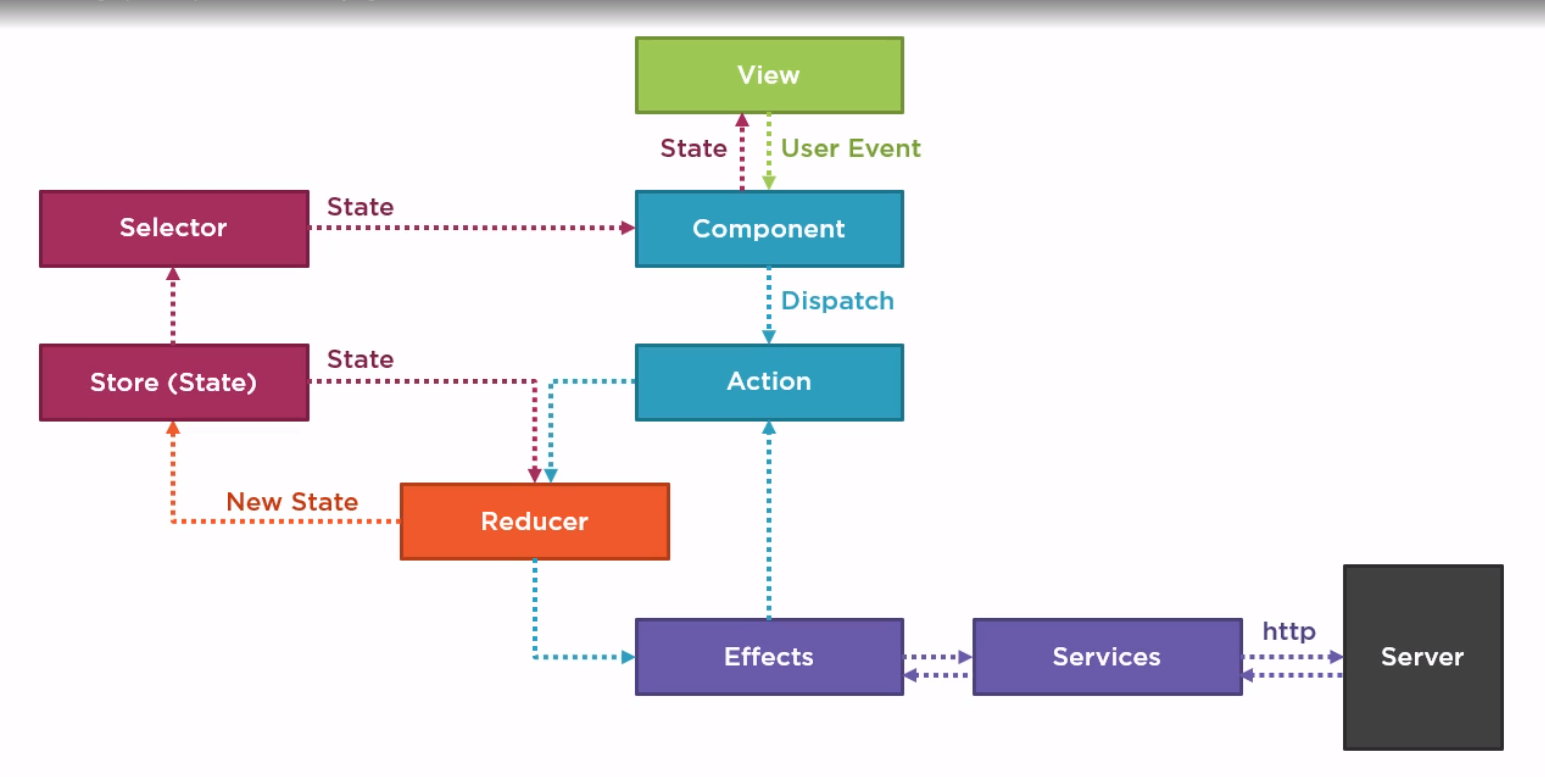 View
State
User Event
Selector
State
Component
Dispatch
Store (State)
State
Action
New State
Reducer
Effects
Services
http
Server